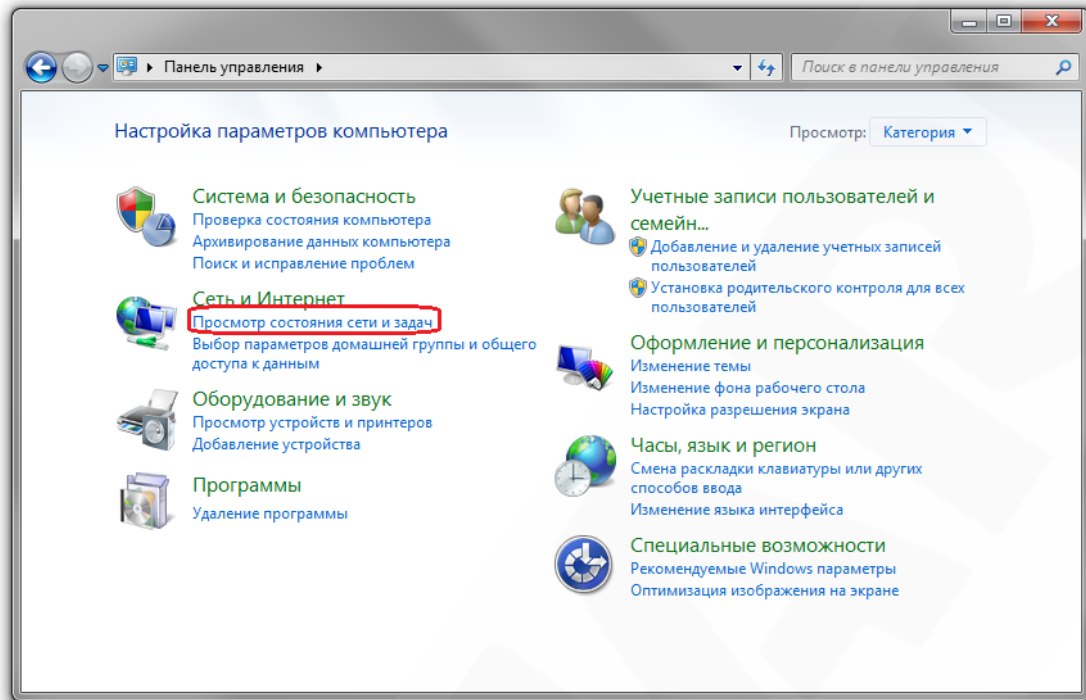 Панель управления
Поиск в панели управления
Настройка параметров компьютера
Просмотр: Категория
Система и безопасность
Проверка состояния компьютера
Архивирование данных компьютера
Поиск и исправление проблем
Сеть и Интернет
Просмотр состояния сети и задач
Выбор параметров домашней группы и общего
доступа к данным
Оборудование и звук
Просмотр устройств и принтеров
Добавление устройства
Программы
Удаление программы
Учетные записи пользователей и
семейн...
Добавление и удаление учетных записей
пользователей
Установка родительского контроля для всех
пользователей
Оформление и персонализация
Изменение темы
Изменение фона рабочего стола
Настройка разрешения экрана
Часы, язык и регион
Смена раскладки клавиатуры или других
способов ввода
Изменение языка интерфейса
Специальные возможности
Рекомендуемые Windows параметры
Оптимизация изображения на экране